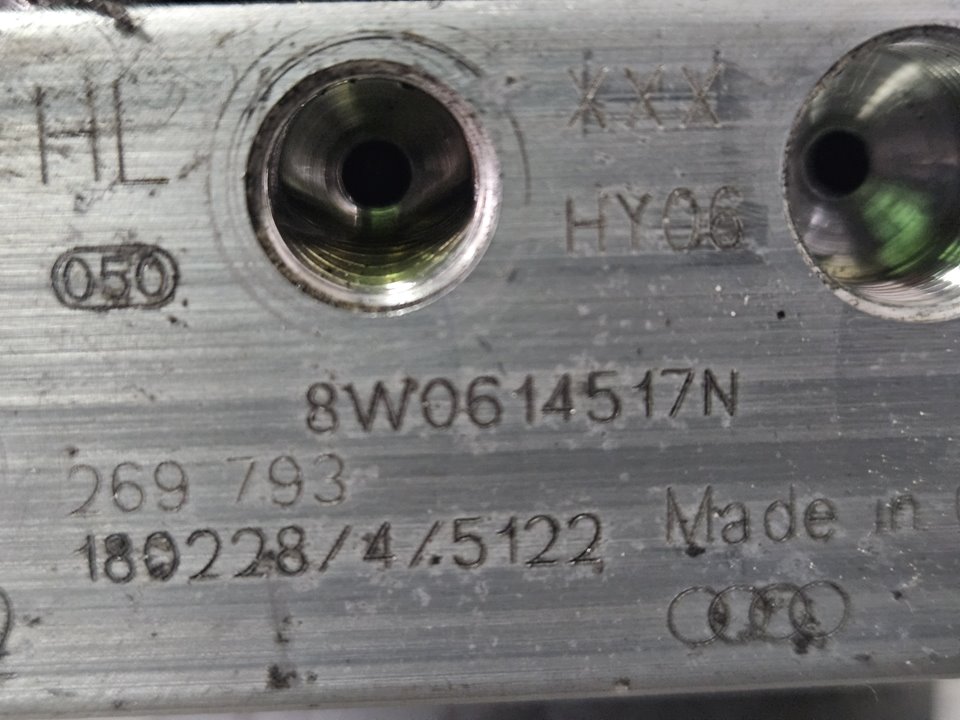 HL
XXX
HY06
050
8W0614517N
269 793
180228/4/5122
Made in